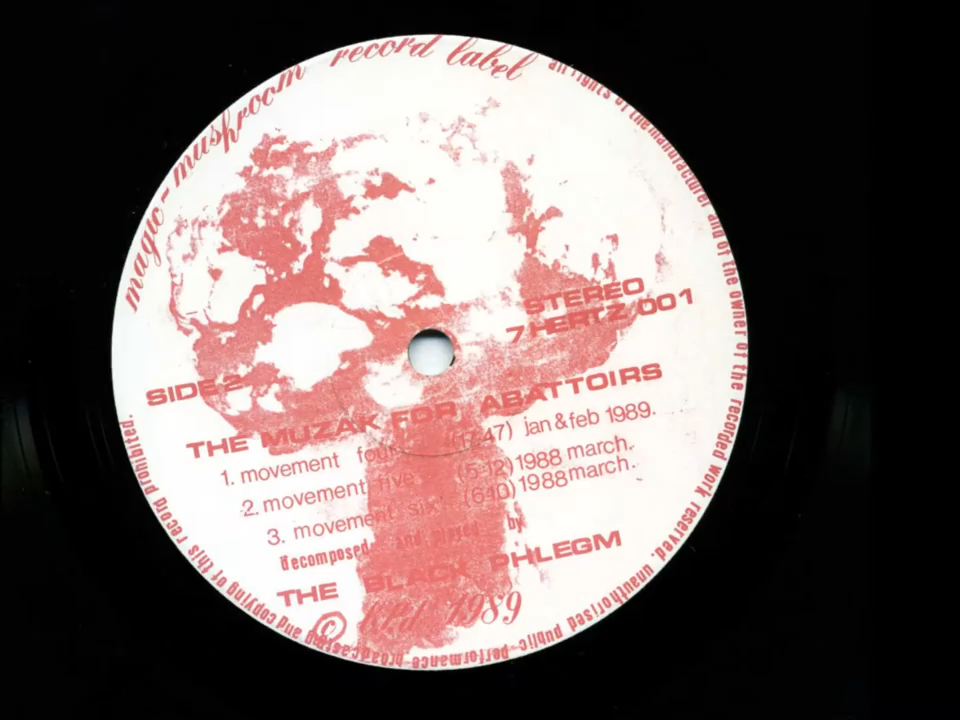 magic-mushroom record label
all rights of the manufacturer and of the owner of the recorded work reserved. unauthorised public performance broadcasting and copying of this record prohibited.
STEREO
7 HERTZ 001
SIDE 2
THE MUZAK FOR ABATTOIRS
1. movement four (17:47) jan & feb 1989.
2. movement five (5:12) 1988 march.
3. movement six (6:10) 1988 march.
decomposed and played by
THE BLACK PHLEGM
© 1989